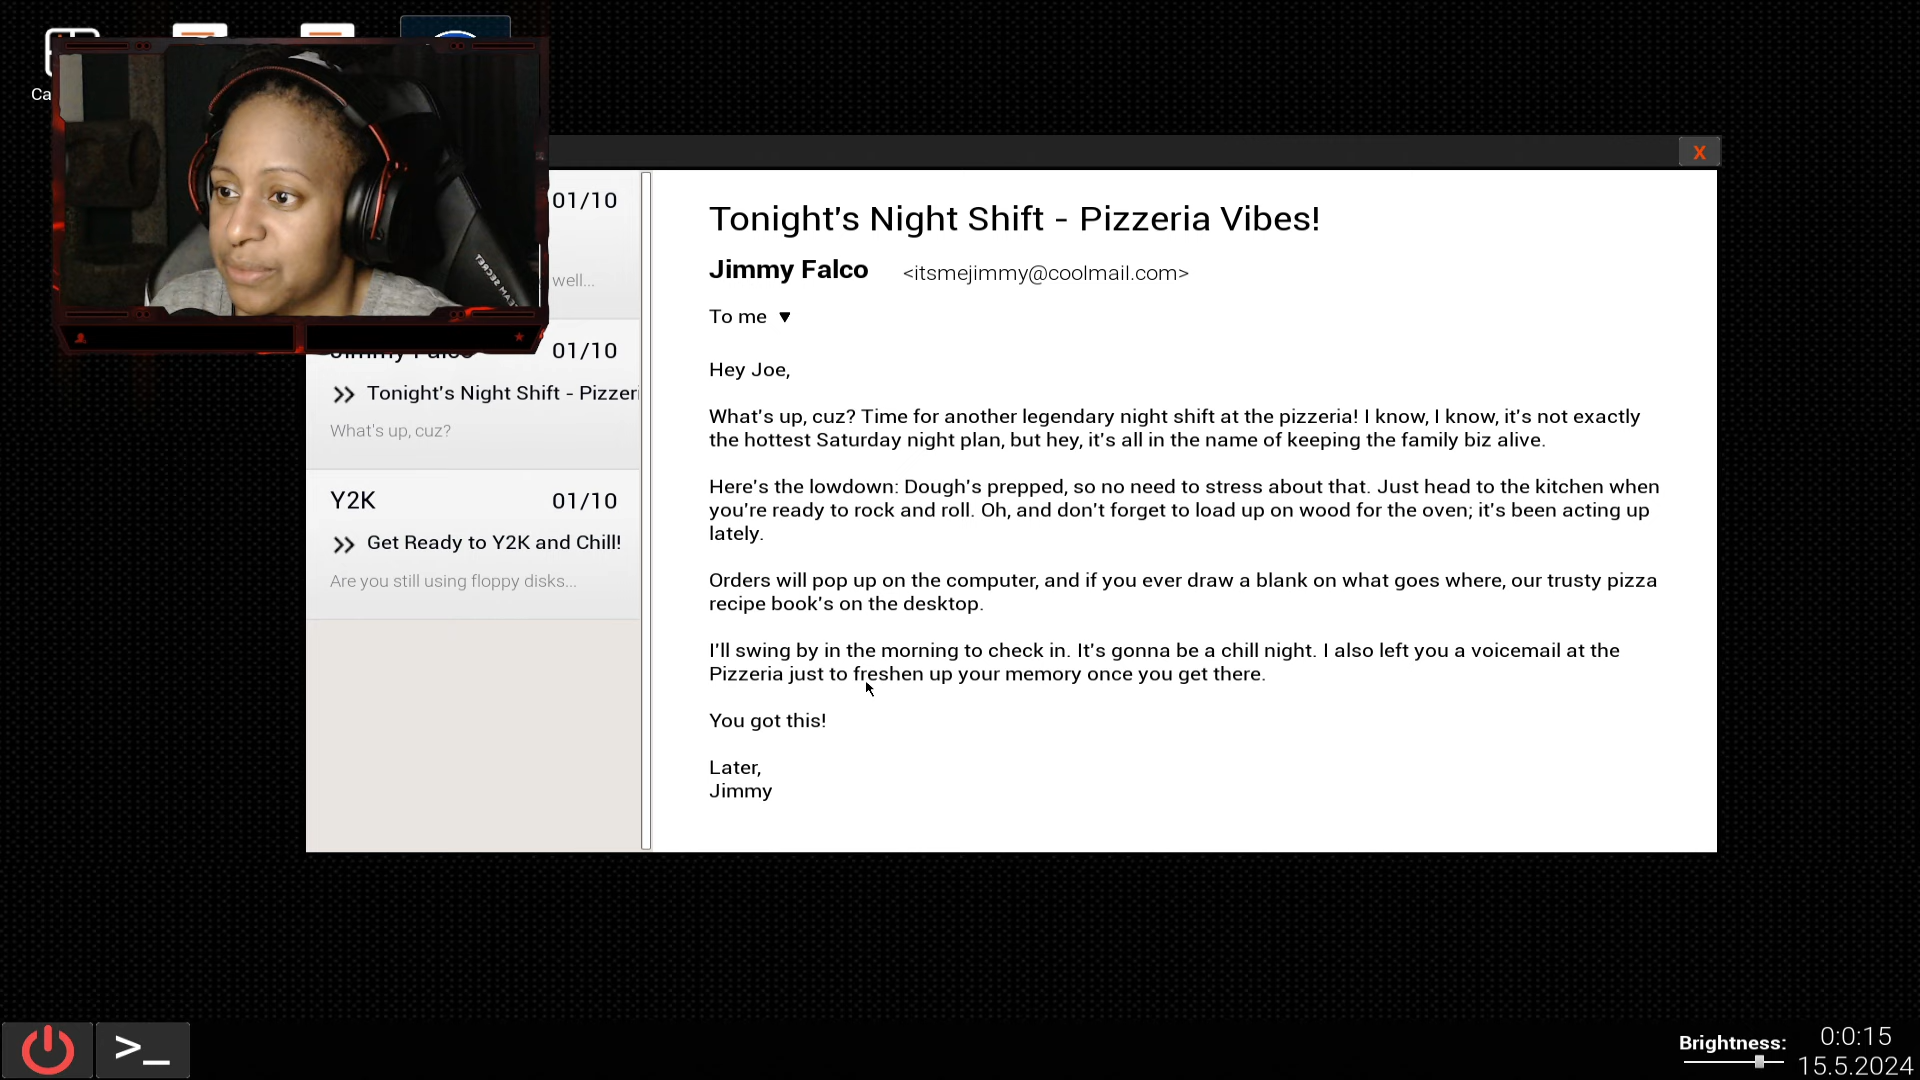 Ca
X
01/10
well...
Jimmy Falco
01/10
Tonight's Night Shift - Pizzeri
What's up, cuz?
Y2K
01/10
Get Ready to Y2K and Chill!
Are you still using floppy disks...
Tonight's Night Shift - Pizzeria Vibes!
Jimmy Falco <itsmejimmy@coolmail.com>
To me
Hey Joe,
What's up, cuz? Time for another legendary night shift at the pizzeria! I know, I know, it's not exactly
the hottest Saturday night plan, but hey, it's all in the name of keeping the family biz alive.
Here's the lowdown: Dough's prepped, so no need to stress about that. Just head to the kitchen when
you're ready to rock and roll. Oh, and don't forget to load up on wood for the oven; it's been acting up
lately.
Orders will pop up on the computer, and if you ever draw a blank on what goes where, our trusty pizza
recipe book's on the desktop.
I'll swing by in the morning to check in. It's gonna be a chill night. I also left you a voicemail at the
Pizzeria just to freshen up your memory once you get there.
You got this!
Later,
Jimmy
>_
Brightness:
0:0:15
15.5.2024